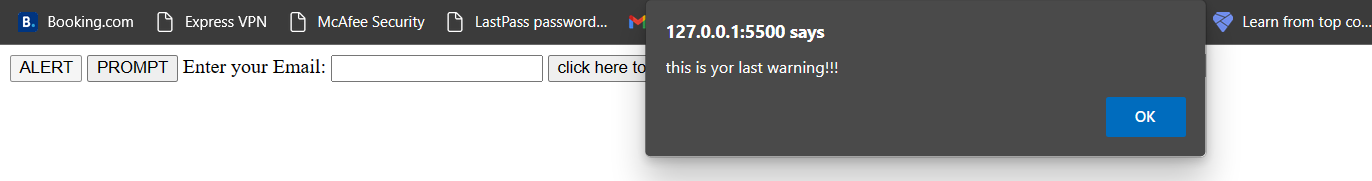 Booking.com Express VPN McAfee Security LastPass password... Learn from top co...
127.0.0.1:5500 says
this is yor last warning!!!
OK
ALERT PROMPT Enter your Email: click here to